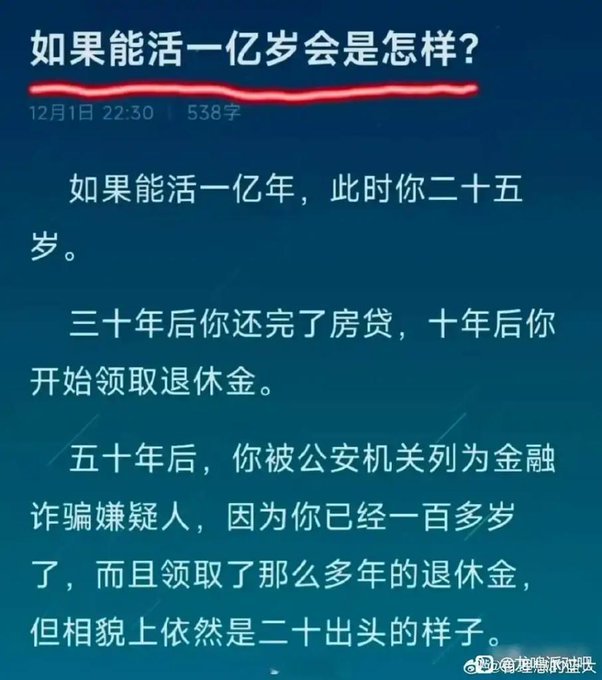 如果能活一亿岁会是怎样?
12月1日 22:30 | 538字
如果能活一亿年，此时你二十五
岁。
三十年后你还完了房贷，十年后你
开始领取退休金。
五十年后，你被公安机关列为金融
诈骗嫌疑人，因为你已经一百多岁
了，而且领取了那么多年的退休金，
但相貌上依然是二十出头的样子。